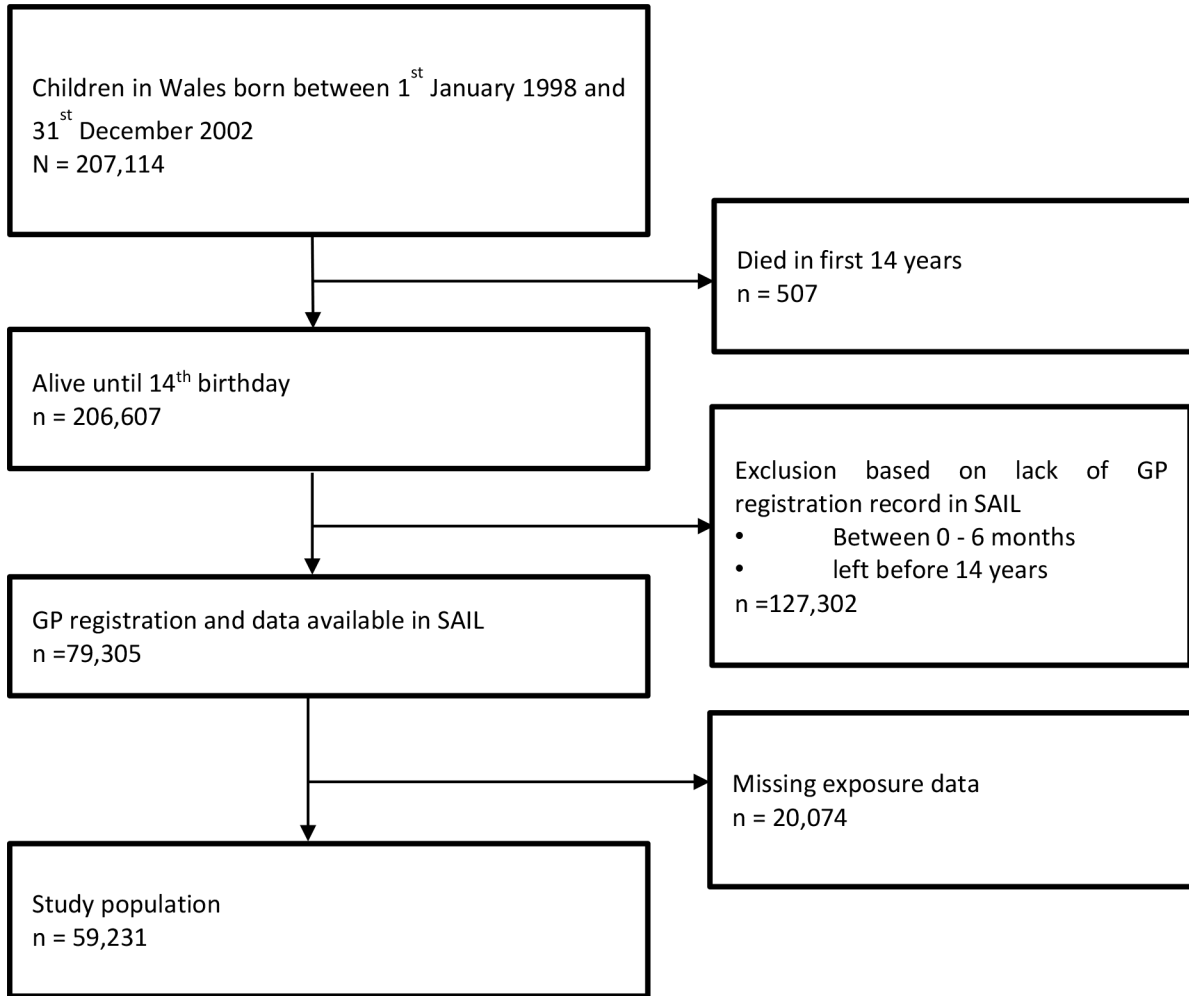 Children in Wales born between 1st January 1998 and
31st December 2002
N = 207,114
Died in first 14 years
n = 507
Alive until 14th birthday
n = 206,607
Exclusion based on lack of GP
registration record in SAIL
• Between 0 - 6 months
• left before 14 years
n =127,302
GP registration and data available in SAIL
n =79,305
Missing exposure data
n = 20,074
Study population
n = 59,231